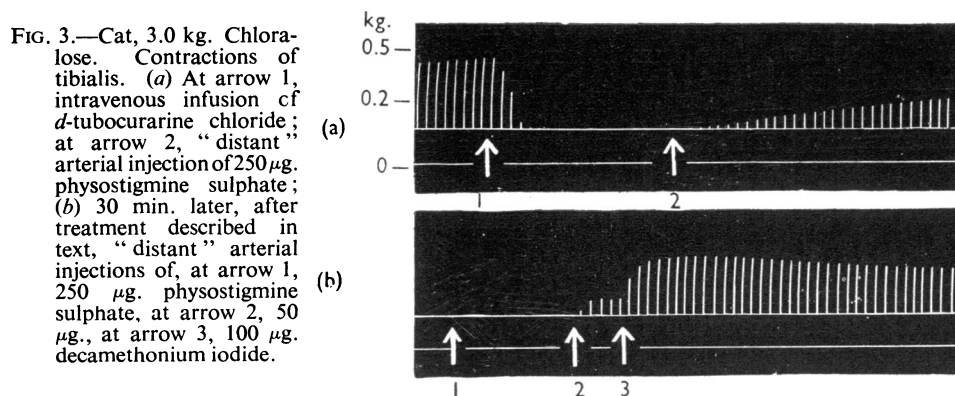 FIG. 3.—Cat, 3.0 kg. Chlora-
lose. Contractions of
tibialis. (a) At arrow 1,
intravenous infusion cf
d-tubocurarine chloride;
at arrow 2, “distant”
arterial injection of 250 µg.
physostigmine sulphate;
(b) 30 min. later, after
treatment described in
text, “distant” arterial
injections of, at arrow 1,
250 µg. physostigmine
sulphate, at arrow 2, 50
µg., at arrow 3, 100 µg.
decamethonium iodide.
kg.
0.5
0.2
(a)
0
1 2
(b)
1 2 3